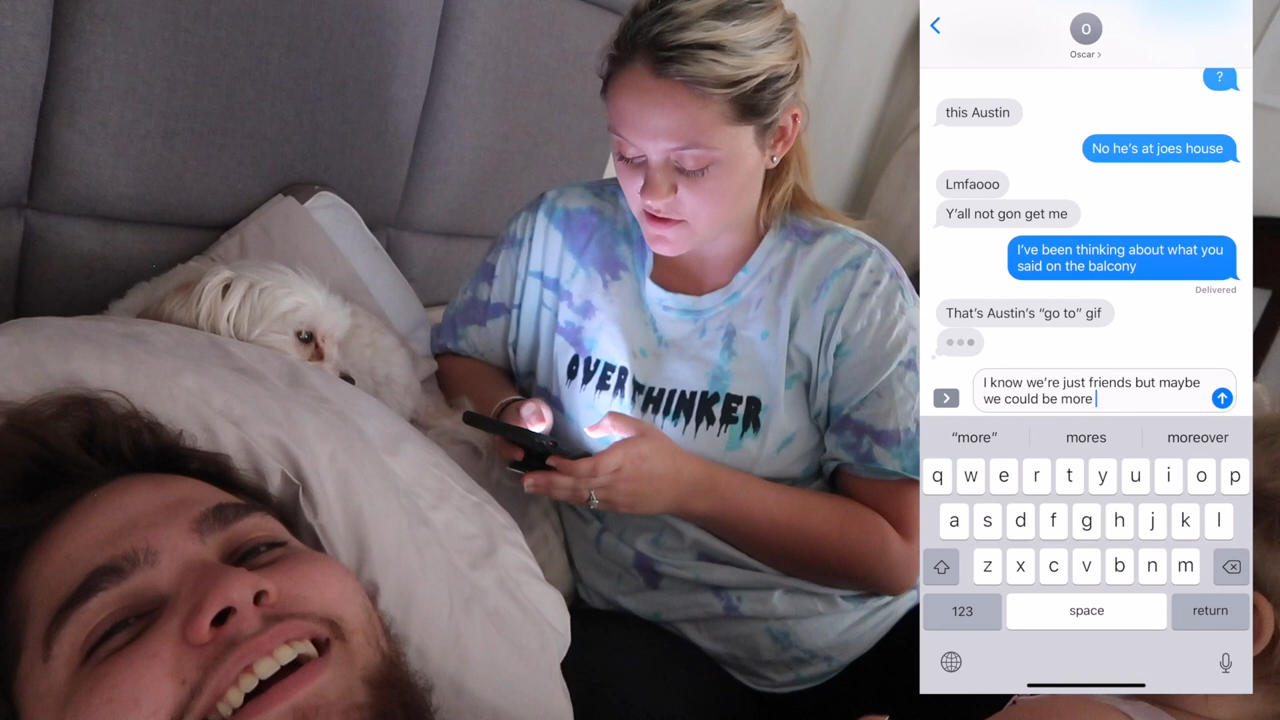 OVERTHINKER
O
Oscar >
?
this Austin
No he's at joes house
Lmfaooo
Y'all not gon get me
I've been thinking about what you
said on the balcony
Delivered
That's Austin's “go to” gif
I know we're just friends but maybe
we could be more
“more” mores moreover
q w e r t y u i o p
a s d f g h j k l
z x c v b n m
123 space return